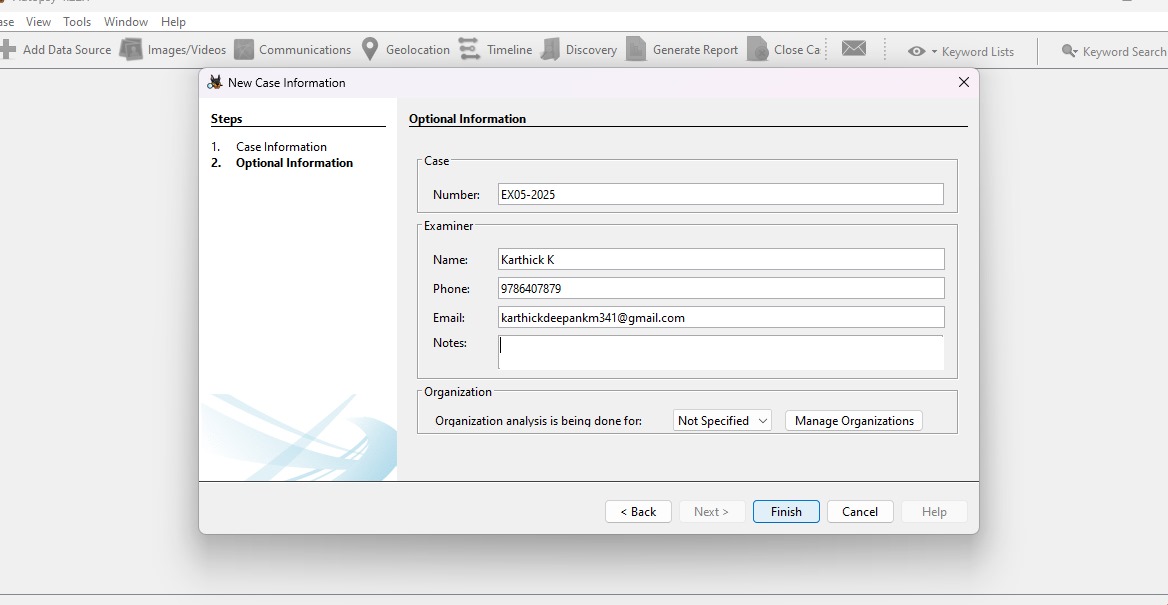 ase View Tools Window Help
Add Data Source Images/Videos Communications Geolocation Timeline Discovery Generate Report Close Ca Keyword Lists Keyword Search
New Case Information
Steps
1. Case Information
2. Optional Information
Optional Information
Case
Number: EX05-2025
Examiner
Name: Karthick K
Phone: 9786407879
Email: karthickdeepankm341@gmail.com
Notes:
Organization
Organization analysis is being done for: Not Specified Manage Organizations
< Back Next > Finish Cancel Help